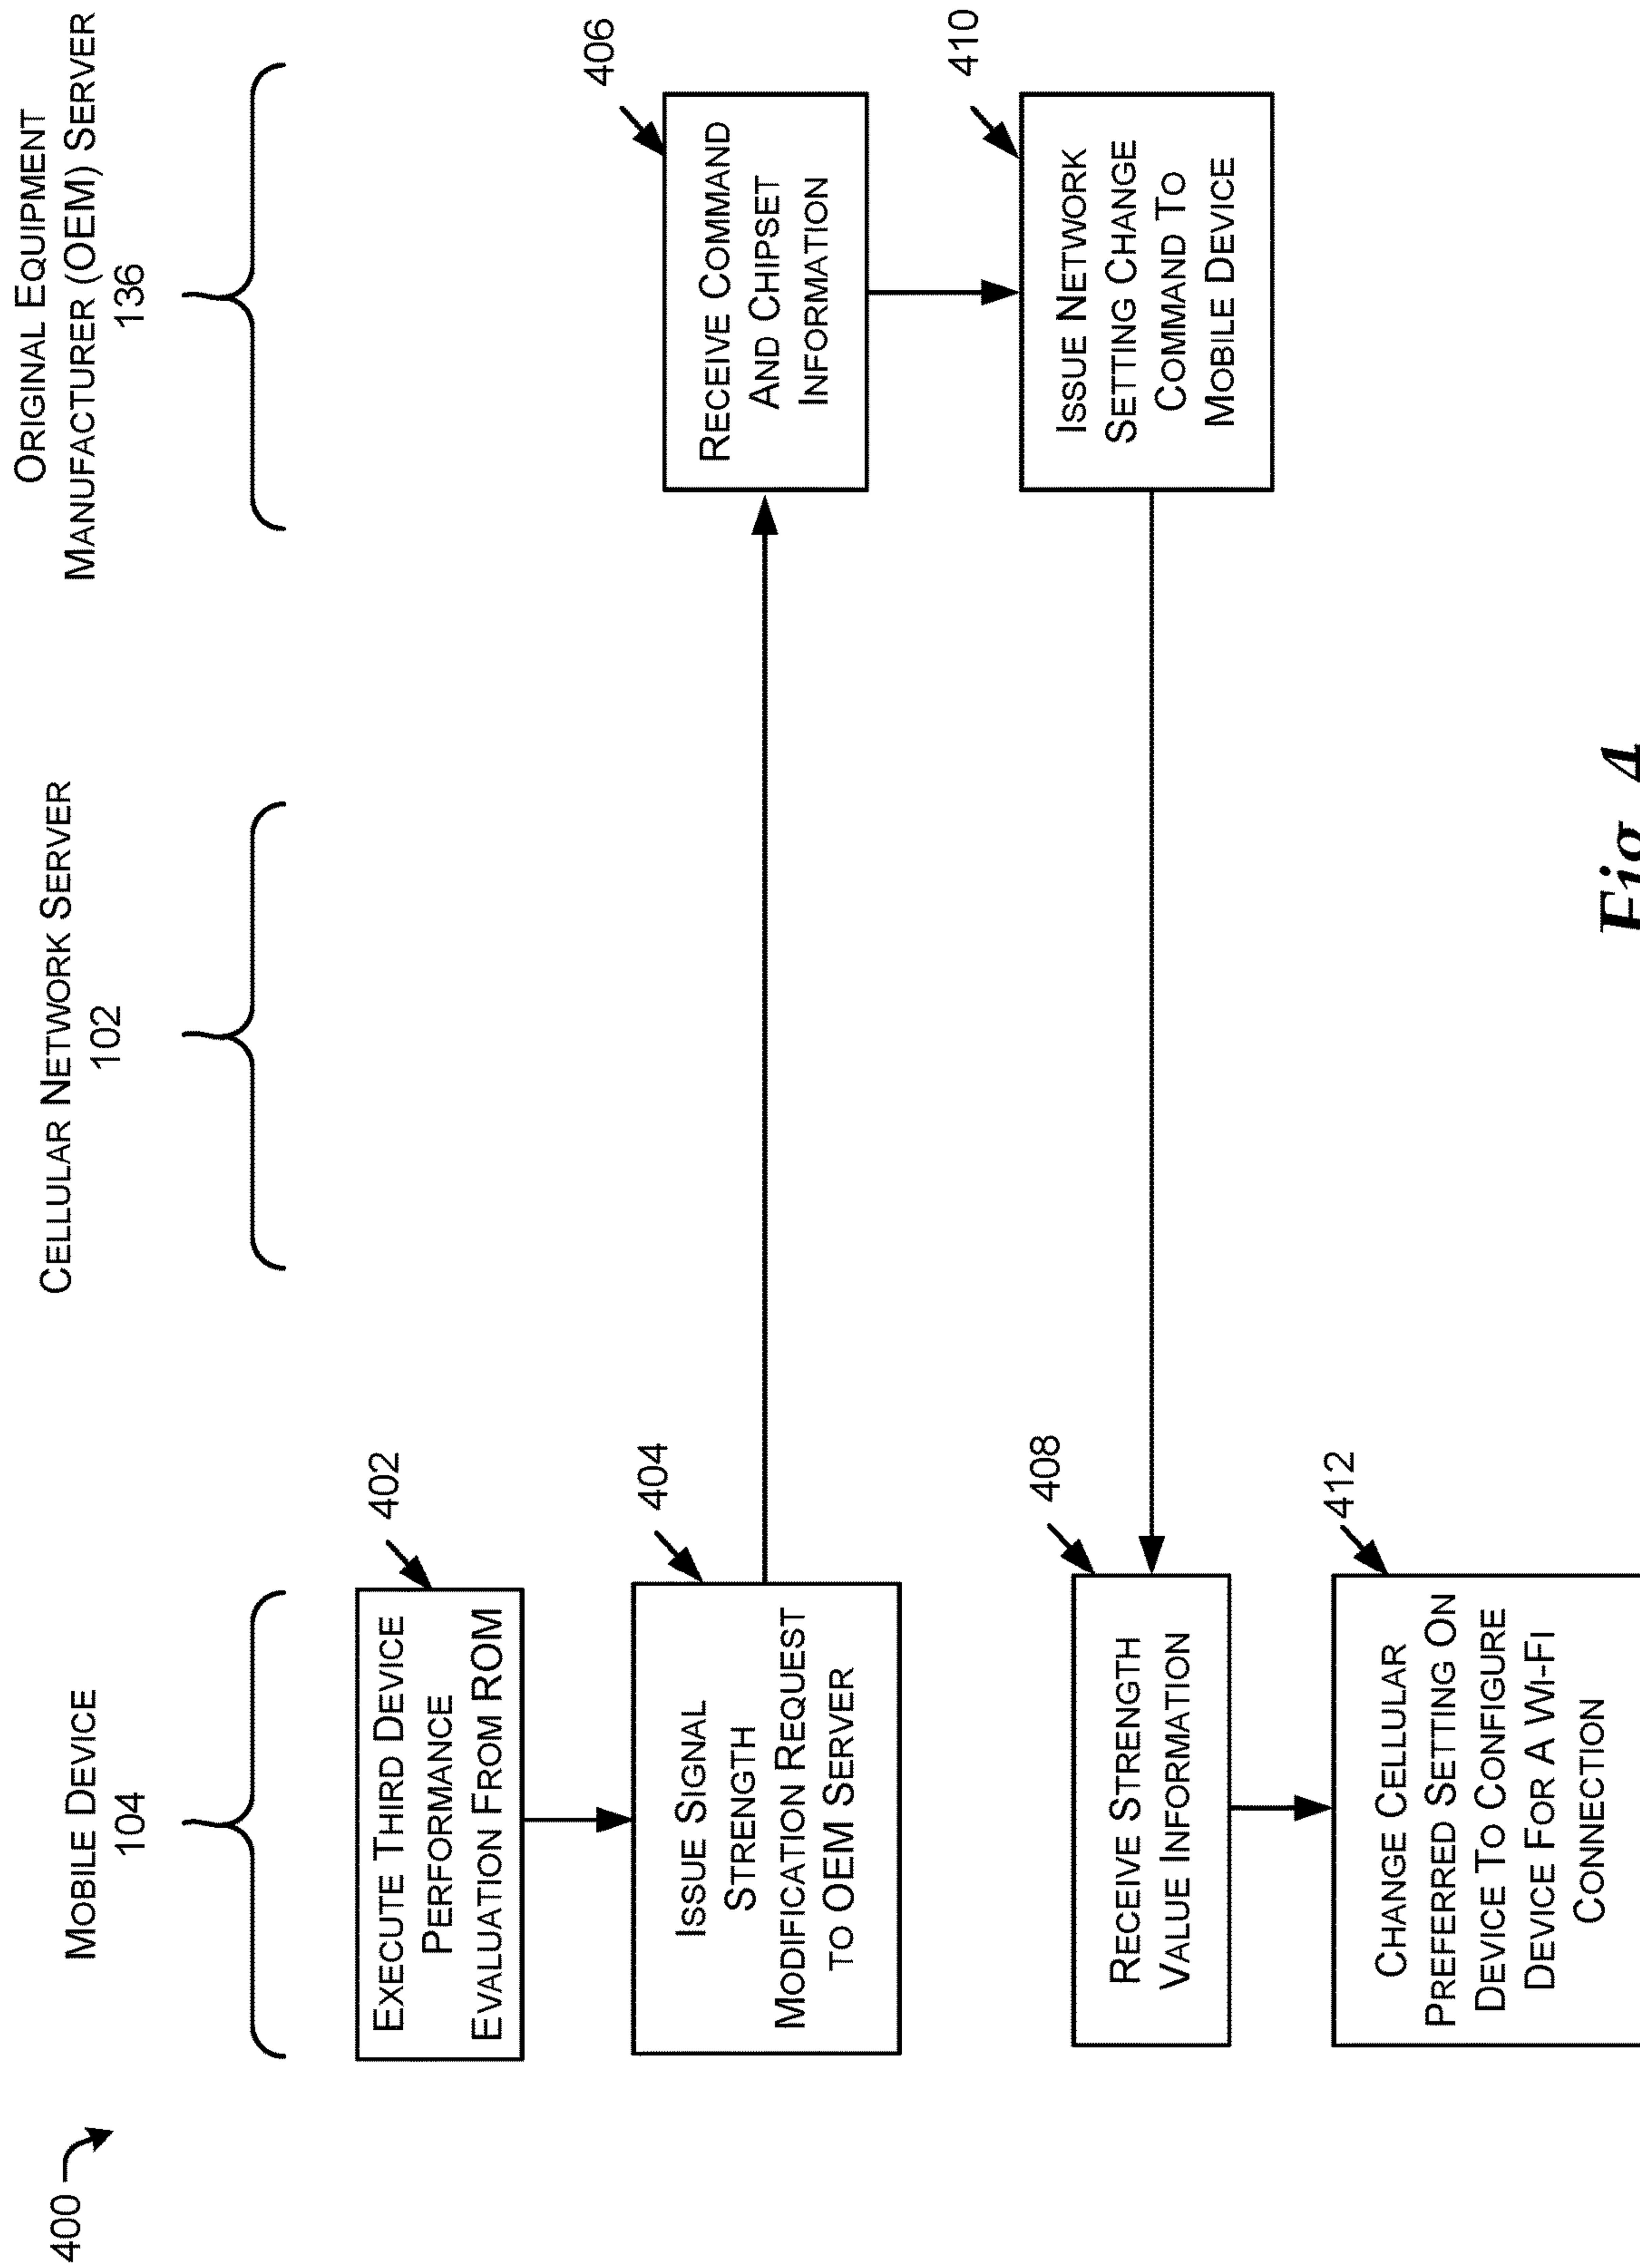 400
MOBILE DEVICE
104
CELLULAR NETWORK SERVER
102
ORIGINAL EQUIPMENT
MANUFACTURER (OEM) SERVER
136
402
EXECUTE THIRD DEVICE
PERFORMANCE
EVALUATION FROM ROM
404
ISSUE SIGNAL
STRENGTH
MODIFICATION REQUEST
TO OEM SERVER
406
RECEIVE COMMAND
AND CHIPSET
INFORMATION
408
RECEIVE STRENGTH
VALUE INFORMATION
410
ISSUE NETWORK
SETTING CHANGE
COMMAND TO
MOBILE DEVICE
412
CHANGE CELLULAR
PREFERRED SETTING ON
DEVICE TO CONFIGURE
DEVICE FOR A WI-FI
CONNECTION
Fig. 4